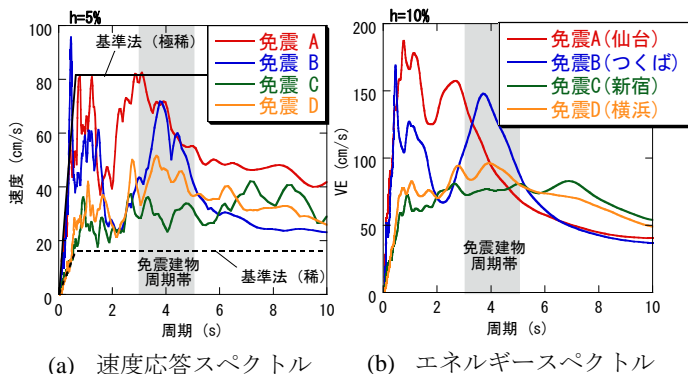 h=5%
基準法（極稀）
免震 A
免震 B
免震 C
免震 D
速度 (cm/s)
100
80
60
40
20
0
免震建物
周期帯
基準法（稀）
0 2 4 6 8 10
周期 (s)
(a) 速度応答スペクトル
h=10%
免震A(仙台)
免震B(つくば)
免震C(新宿)
免震D(横浜)
VE (cm/s)
200
150
100
50
0
免震建物
周期帯
0 2 4 6 8 10
周期 (s)
(b) エネルギースペクトル